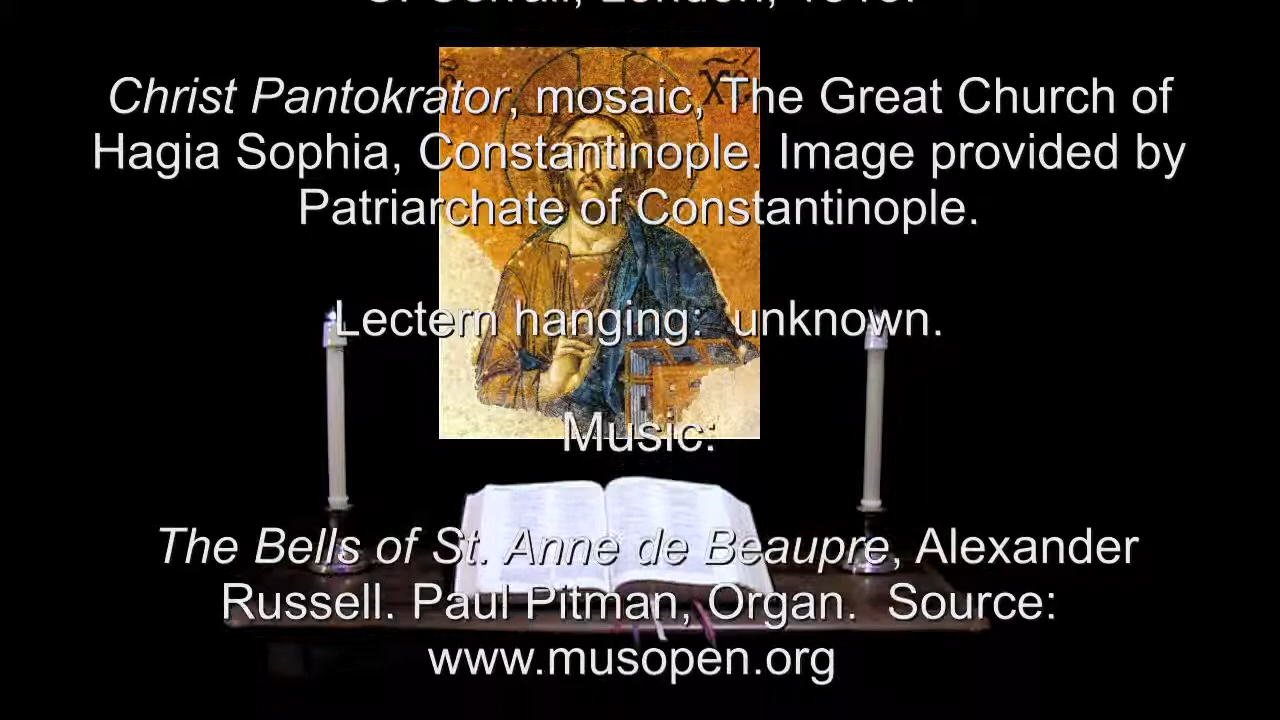 Christ Pantokrator, mosaic, The Great Church of
Hagia Sophia, Constantinople. Image provided by
Patriarchate of Constantinople.
Lectern hanging: unknown.
Music:
The Bells of St. Anne de Beaupre, Alexander
Russell. Paul Pitman, Organ. Source:
www.musopen.org